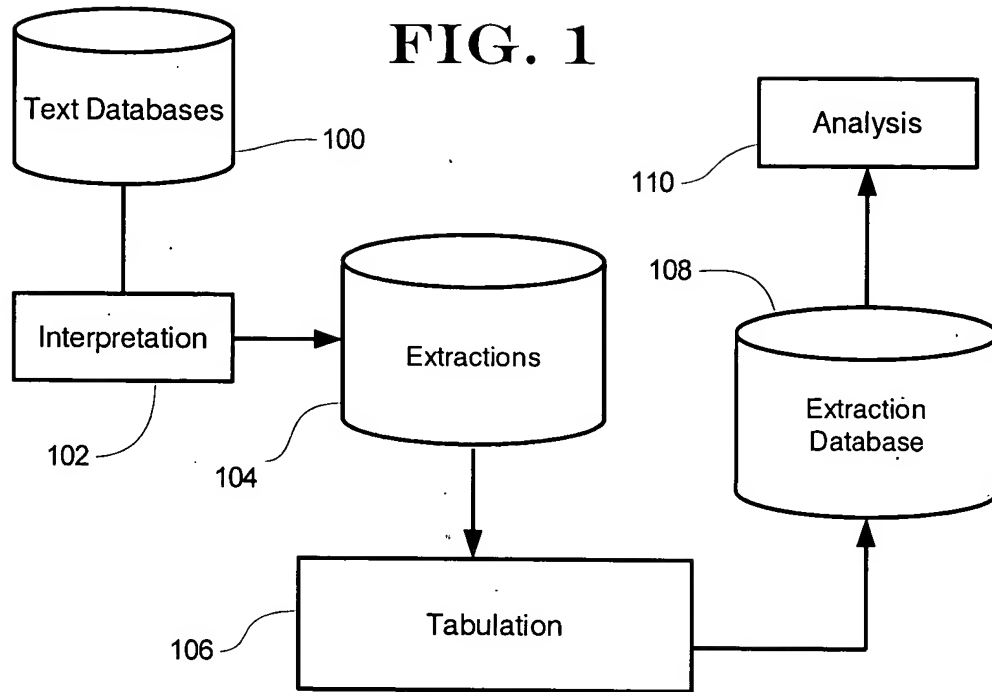 FIG. 1
Text Databases
100
Interpretation
102
Extractions
104
Tabulation
106
Extraction
Database
108
Analysis
110